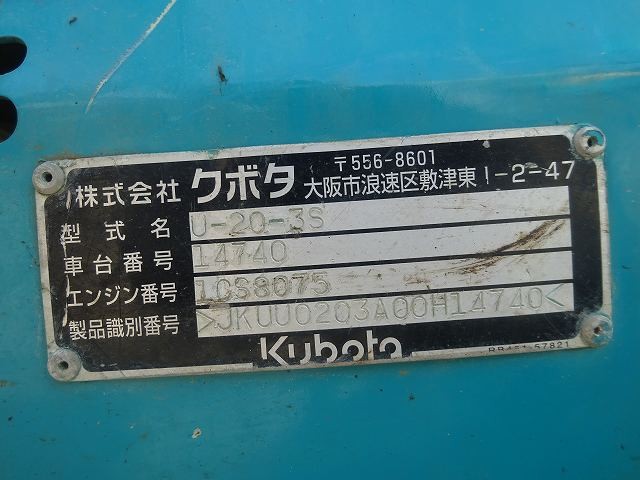 〒556-8601
株式会社 クボタ 大阪市浪速区敷津東1-2-47
型式名 U-20-3S
車台番号 14740
エンジン番号 1CS8075
製品識別番号 >JKUU0203A00H14740<
Kubota